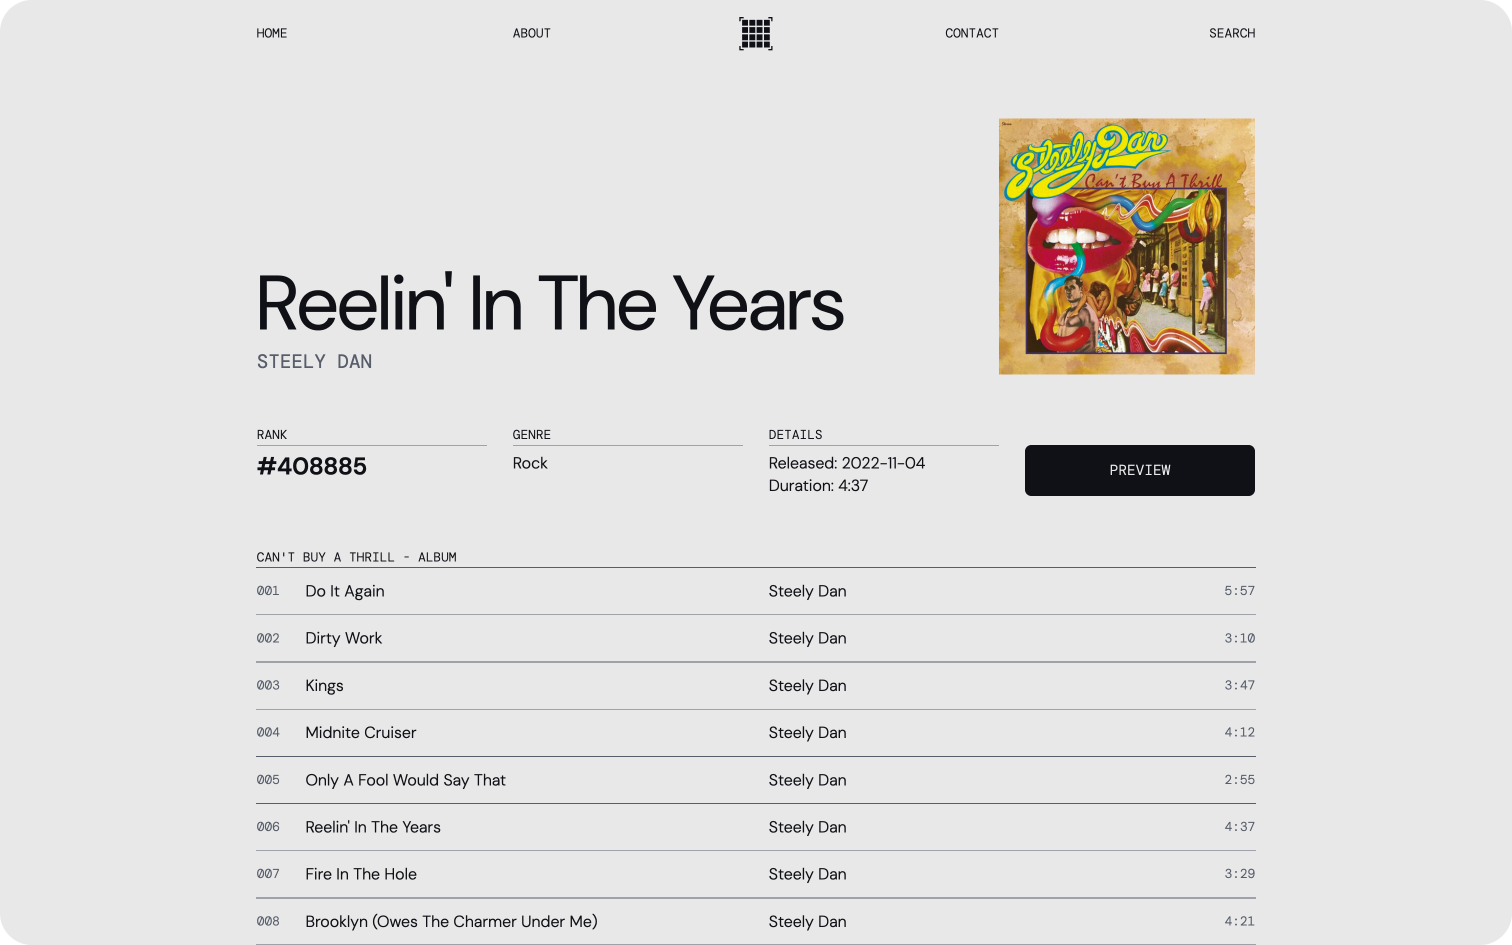 HOME
ABOUT
CONTACT
SEARCH
Steely Dan
Can't Buy A Thrill
Reelin' In The Years
STEELY DAN
RANK
#408885
GENRE
Rock
DETAILS
Released: 2022-11-04
Duration: 4:37
PREVIEW
CAN'T BUY A THRILL - ALBUM
001 Do It Again Steely Dan 5:57
002 Dirty Work Steely Dan 3:10
003 Kings Steely Dan 3:47
004 Midnite Cruiser Steely Dan 4:12
005 Only A Fool Would Say That Steely Dan 2:55
006 Reelin' In The Years Steely Dan 4:37
007 Fire In The Hole Steely Dan 3:29
008 Brooklyn (Owes The Charmer Under Me) Steely Dan 4:21